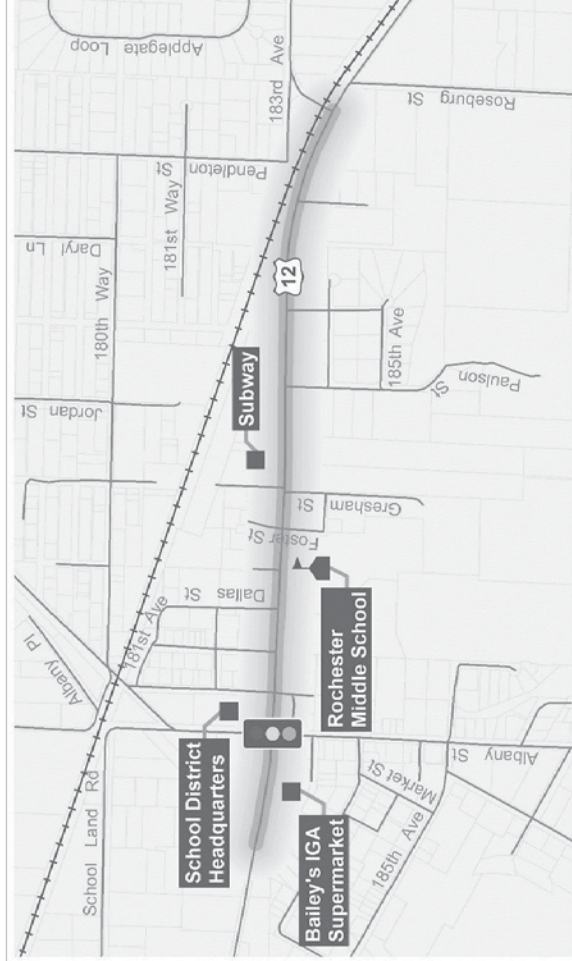 Applegate Loop
183rd Ave
Roseburg St
Pendleton St
181st Way
Daryl Ln
180th Way
12
185th Ave
Paulson St
Jordan St
Subway
Gresham St
Foster St
Dallas St
181st Ave
Albany Pl
Rochester
Middle School
School District
Headquarters
School Land Rd
Albany St
Market St
185th Ave
Bailey's IGA
Supermarket